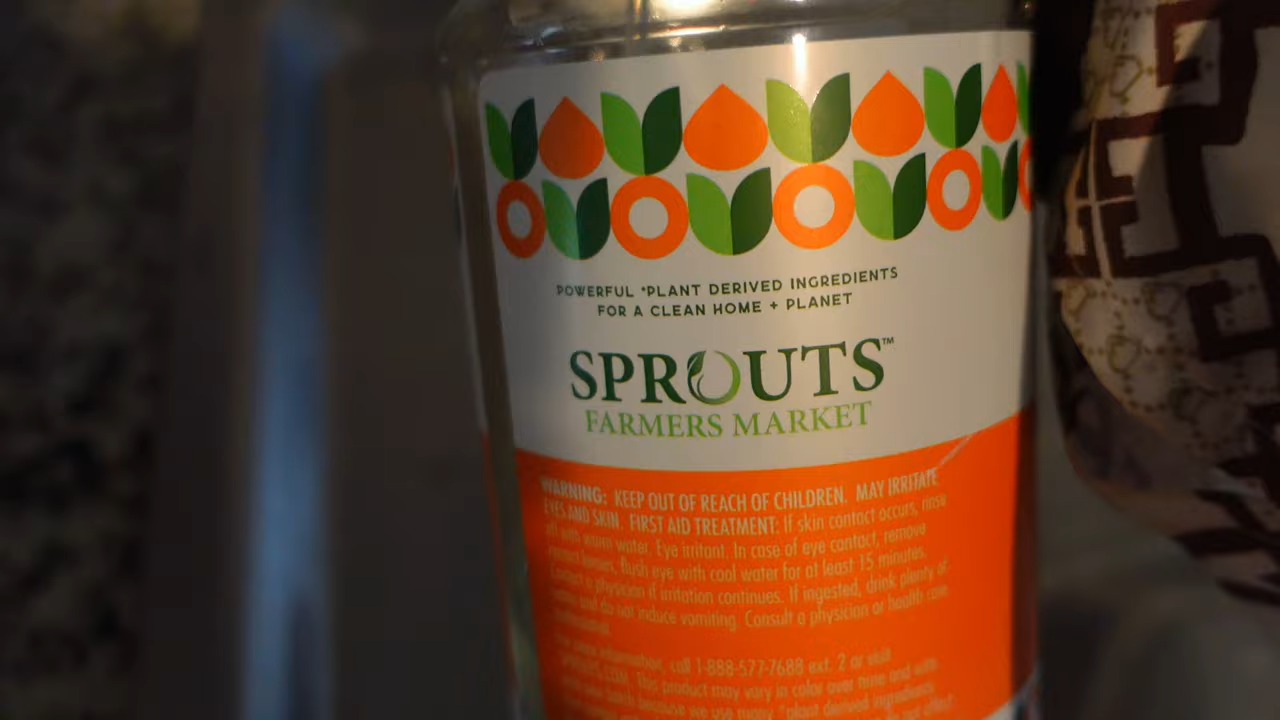 POWERFUL *PLANT DERIVED INGREDIENTS
FOR A CLEAN HOME + PLANET
SPROUTS™
FARMERS MARKET
WARNING: KEEP OUT OF REACH OF CHILDREN. MAY IRRITATE
EYES AND SKIN. FIRST AID TREATMENT: If skin contact occurs, rinse
off with warm water. Eye irritant. In case of eye contact, remove
contact lenses, flush eye with cool water for at least 15 minutes.
Contact a physician if irritation continues. If ingested, drink plenty of
water and do not induce vomiting. Consult a physician or health care
For more information, call 1-888-577-7688 ext. 2 or visit
This product may vary in color over time and with
because we use many *plant derived ingredients